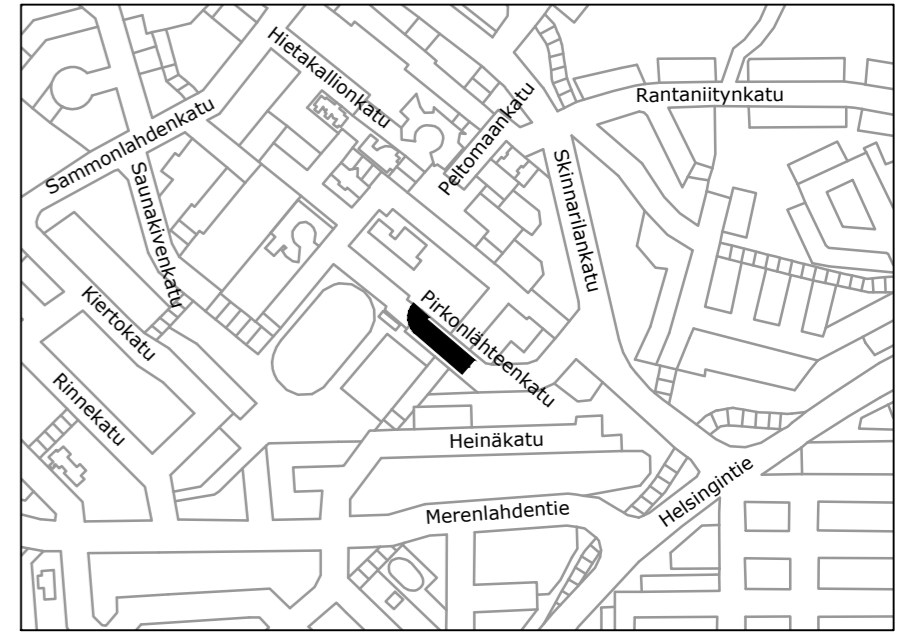 Hietakallionkatu
Rantaniitynkatu
Peltomaankatu
Sammonlahdenkatu
Saunakivenkatu
Skinnarilankatu
Kiertokatu
Pirkonlähteenkatu
Rinnekatu
Heinäkatu
Helsingintie
Merenlahdentie